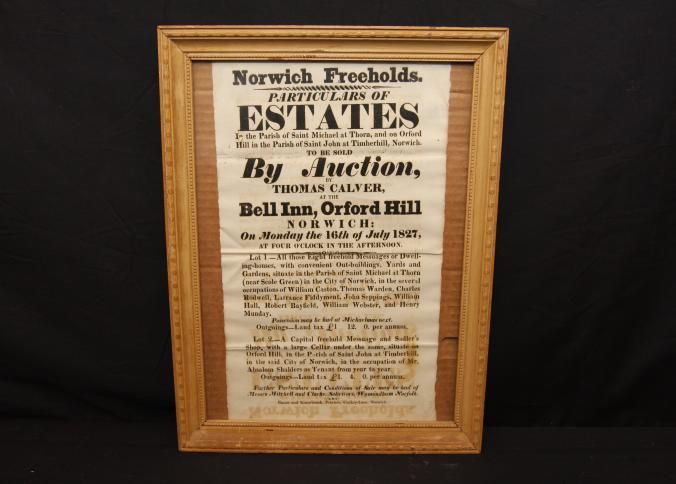 Norwich Freeholds.
PARTICULARS OF
ESTATES
In the Parish of Saint Michael at Thorn, and on Orford
Hill in the Parish of Saint John at Timberhill, Norwich.
TO BE SOLD
By Auction,
BY
THOMAS CALVER,
AT THE
Bell Inn, Orford Hill
NORWICH:
On Monday the 16th of July 1827,
AT FOUR O'CLOCK IN THE AFTERNOON.
Lot 1.—All those Eight freehold Messuages or Dwell-
ing-houses, with convenient Out-buildings, Yards and
Gardens, situate in the Parish of Saint Michael at Thorn
(near Scale Green) in the City of Norwich, in the several
occupations of William Caston, Thomas Warden, Charles
Rodwell, Larrance Fiddyment, John Seppings, William
Hall, Robert Bayfield, William Webster, and Henry
Munday.
Possession may be had at Michaelmas next.
Outgoings—Land tax £1. 12. 0. per annum.
Lot 2.—A Capital freehold Messuage and Sadler's
Shop, with a large Cellar under the same, situate on
Orford Hill, in the Parish of Saint John at Timberhill,
in the said City of Norwich, in the occupation of Mr.
Absolom Shalders as Tenant from year to year.
Outgoings—Land tax £1. 4. 0. per annum.
Further Particulars and Conditions of Sale may be had of
Messrs Mitchell and Clarke, Solicitors, Wymondham Norfolk.
Norwich Freeholds.